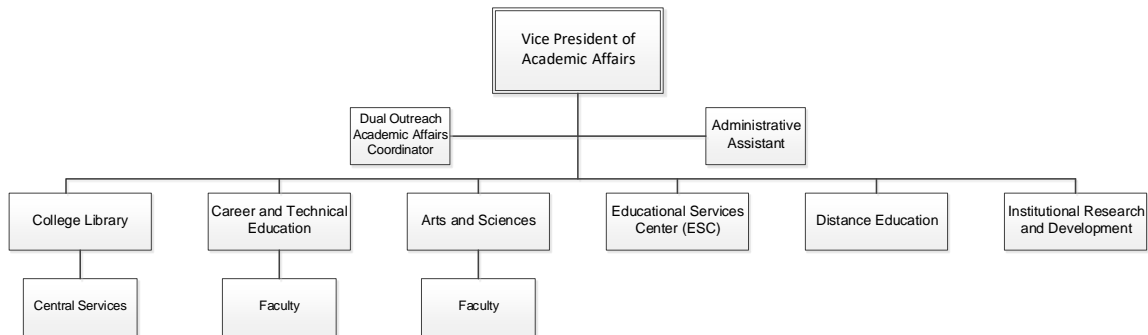 Vice President of
Academic Affairs
Dual Outreach
Academic Affairs
Coordinator
Administrative
Assistant
College Library
Career and Technical
Education
Arts and Sciences
Educational Services
Center (ESC)
Distance Education
Institutional Research
and Development
Central Services
Faculty
Faculty